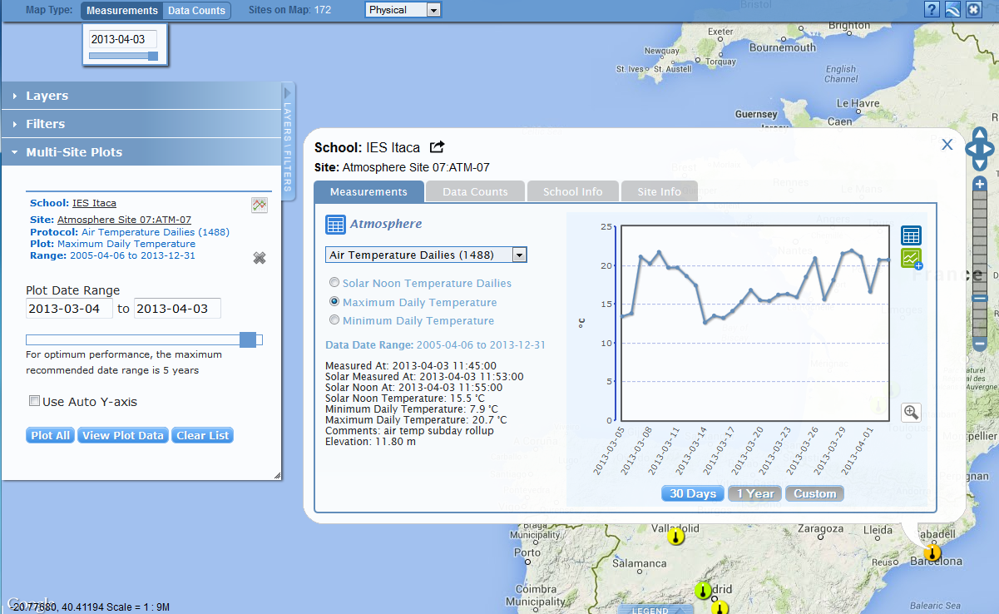 Map Type: Measurements Data Counts Sites on Map: 172 Physical
2013-04-03
Bristol
Exeter
Brighton
Bournemouth
Newquay
Torquay
St. Ives
St. Austell
English
Channel
Guernsey
Le Havre
Caen
Layers
Filters
Multi-Site Plots
LAYERS \ FILTERS
School: IES Itaca
Site: Atmosphere Site 07:ATM-07
Protocol: Air Temperature Dailies (1488)
Plot: Maximum Daily Temperature
Range: 2005-04-06 to 2013-12-31
Plot Date Range
2013-03-04 to 2013-04-03
For optimum performance, the maximum
recommended date range is 5 years
Use Auto Y-axis
Plot All View Plot Data Clear List
School: IES Itaca
X
Site: Atmosphere Site 07:ATM-07
Measurements Data Counts School Info Site Info
Atmosphere
Air Temperature Dailies (1488)
Solar Noon Temperature Dailies
Maximum Daily Temperature
Minimum Daily Temperature
Data Date Range: 2005-04-06 to 2013-12-31
Measured At: 2013-04-03 11:45:00
Solar Measured At: 2013-04-03 11:53:00
Solar Noon At: 2013-04-03 11:55:00
Solar Noon Temperature: 15.5 °C
Minimum Daily Temperature: 7.9 °C
Maximum Daily Temperature: 20.7 °C
Comments: air temp subday rollup
Elevation: 11.80 m
25
20
15
10
5
0
°C
2013-03-05
2013-03-08
2013-03-11
2013-03-14
2013-03-17
2013-03-20
2013-03-23
2013-03-26
2013-03-29
2013-04-01
30 Days 1 Year Custom
France
Braga
Municipality
Porto
Valladolid
Zaragoza
Lleida
Sabadell
Barcelona
Reus
Salamanca
Coimbra
Municipality
Balearic Sea
LEGEND
Google
-20.77680, 40.41194 Scale = 1 : 9M